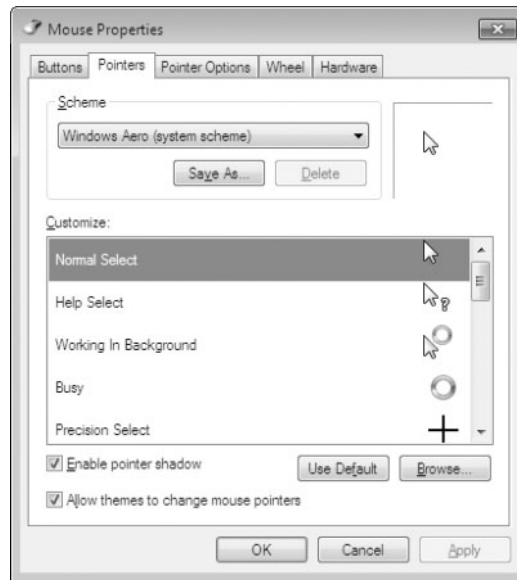 Mouse Properties
Buttons Pointers Pointer Options Wheel Hardware
Scheme
Windows Aero (system scheme)
Save As... Delete
Customize:
Normal Select
Help Select
Working In Background
Busy
Precision Select
Enable pointer shadow Use Default Browse...
Allow themes to change mouse pointers
OK Cancel Apply